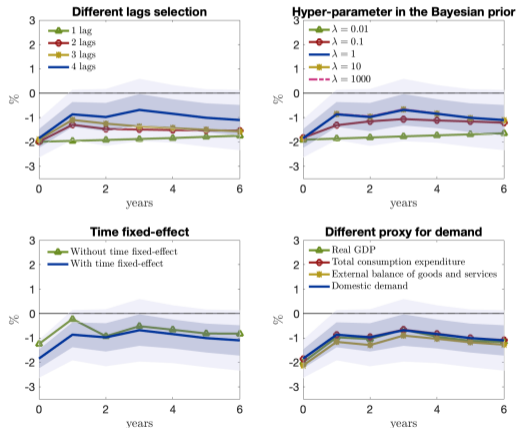 Different lags selection
3
2
1
0
-1
-2
-3
%
1 lag
2 lags
3 lags
4 lags
0
2
4
6
years
Hyper-parameter in the Bayesian prior
3
2
1
0
-1
-2
-3
%
λ = 0.01
λ = 0.1
λ = 1
λ = 10
λ = 1000
0
2
4
6
years
Time fixed-effect
3
2
1
0
-1
-2
-3
%
Without time fixed-effect
With time fixed-effect
0
2
4
6
years
Different proxy for demand
3
2
1
0
-1
-2
-3
%
Real GDP
Total consumption expenditure
External balance of goods and services
Domestic demand
0
2
4
6
years